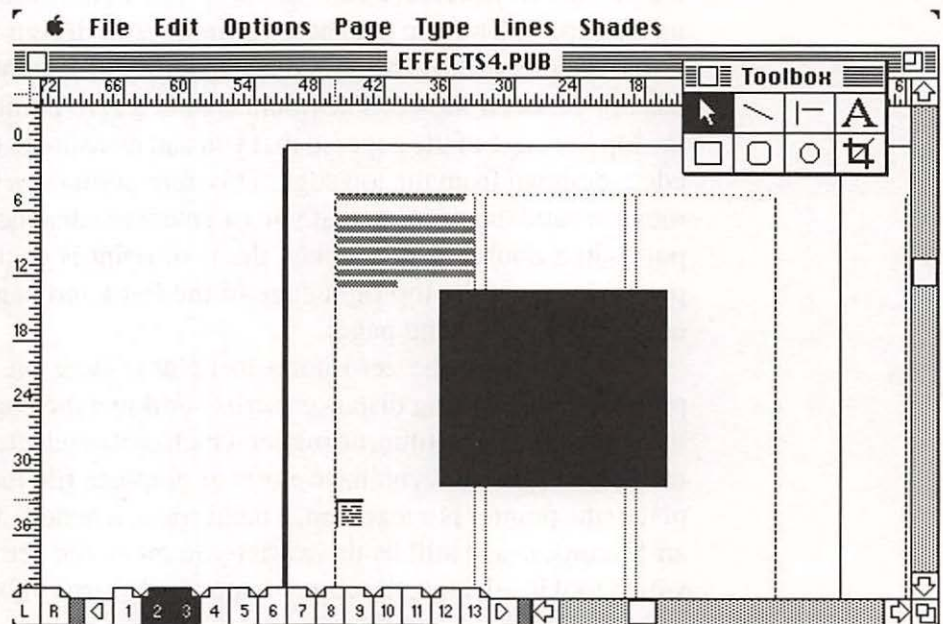 File Edit Options Page Type Lines Shades
EFFECTS4.PUB
Toolbox
72 66 60 54 48 42 36 30 24 18 6
A
0
6
12
18
24
30
36
L R 1 2 3 4 5 6 7 8 9 10 11 12 13